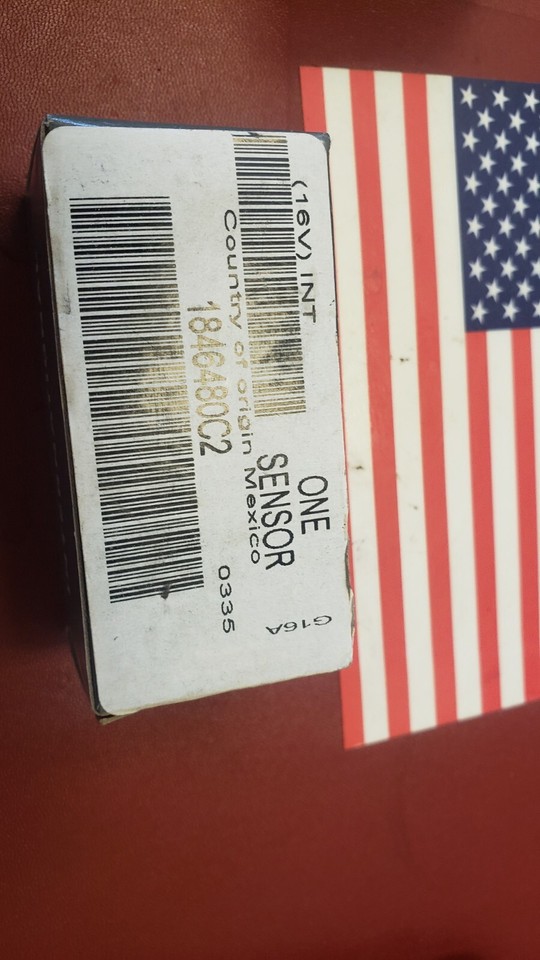 (16V) INT
ONE
SENSOR
Country of origin Mexico
1846480C2
0335
G16A